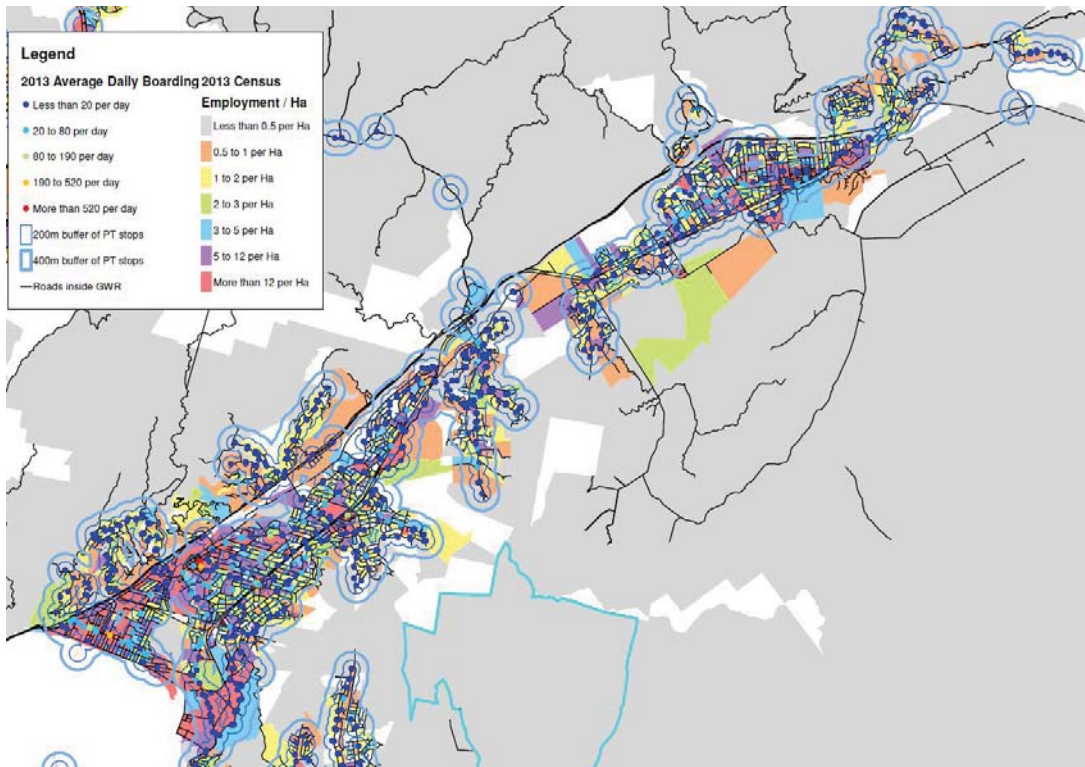 Legend
2013 Average Daily Boarding
Less than 20 per day
20 to 80 per day
80 to 190 per day
190 to 520 per day
More than 520 per day
200m buffer of PT stops
400m buffer of PT stops
Roads inside GWR
2013 Census
Employment / Ha
Less than 0.5 per Ha
0.5 to 1 per Ha
1 to 2 per Ha
2 to 3 per Ha
3 to 5 per Ha
5 to 12 per Ha
More than 12 per Ha